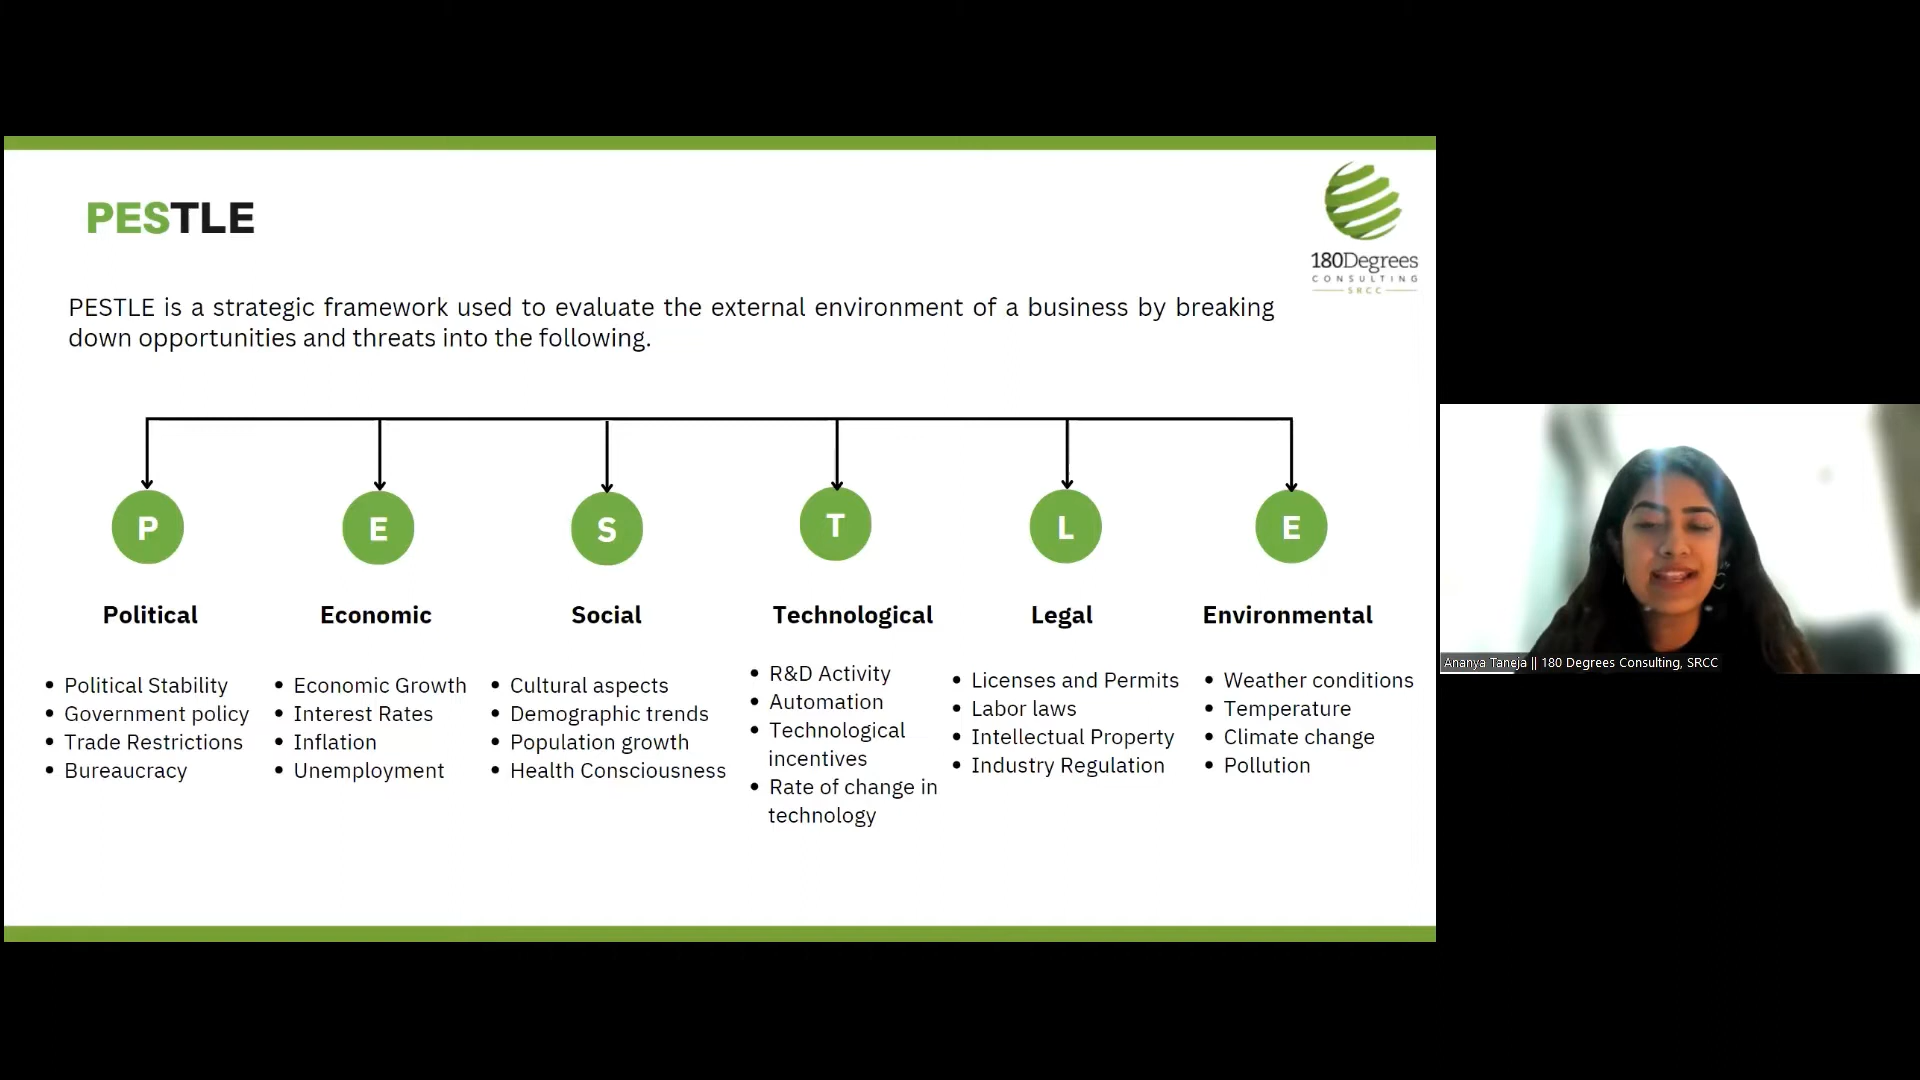 PESTLE
180Degrees
CONSULTING
SRCC
PESTLE is a strategic framework used to evaluate the external environment of a business by breaking
down opportunities and threats into the following.
P
E
S
T
L
E
Political
Economic
Social
Technological
Legal
Environmental
• Political Stability
• Government policy
• Trade Restrictions
• Bureaucracy
• Economic Growth
• Interest Rates
• Inflation
• Unemployment
• Cultural aspects
• Demographic trends
• Population growth
• Health Consciousness
• R&D Activity
• Automation
• Technological
incentives
• Rate of change in
technology
• Licenses and Permits
• Labor laws
• Intellectual Property
• Industry Regulation
• Weather conditions
• Temperature
• Climate change
• Pollution
Ananya Taneja || 180 Degrees Consulting, SRCC